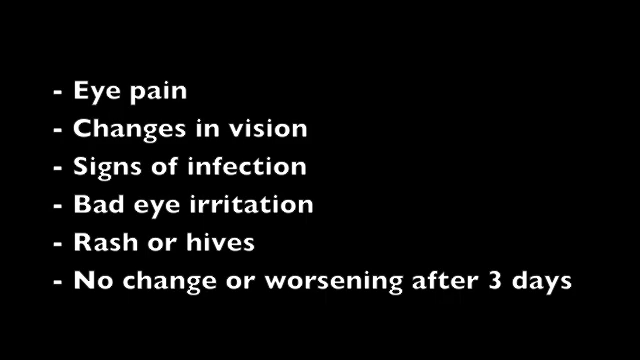 - Eye pain
- Changes in vision
- Signs of infection
- Bad eye irritation
- Rash or hives
- No change or worsening after 3 days